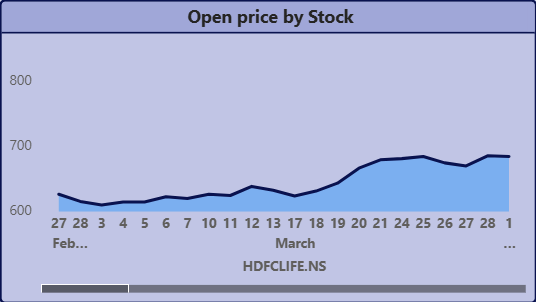 Open price by Stock
800
700
600
27 28 3 4 5 6 7 10 11 12 13 17 18 19 20 21 24 25 26 27 28 1
Feb... March ...
HDFCLIFE.NS